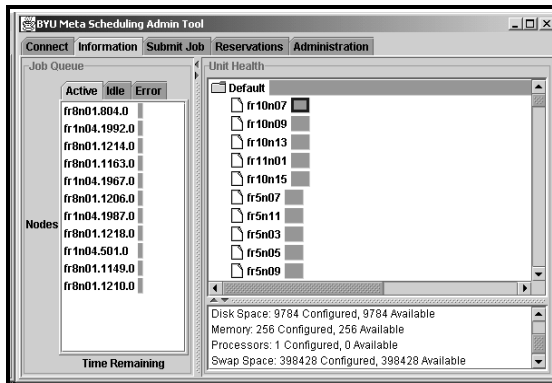 BYU Meta Scheduling Admin Tool
Connect Information Submit Job Reservations Administration
Job Queue
Active Idle Error
fr8n01.804.0
fr1n04.1992.0
fr8n01.1214.0
fr8n01.1163.0
fr1n04.1967.0
fr8n01.1206.0
fr1n04.1987.0
fr8n01.1218.0
fr1n04.501.0
fr8n01.1149.0
fr8n01.1210.0
Nodes
Time Remaining
Unit Health
Default
fr10n07
fr10n09
fr10n13
fr11n01
fr10n15
fr5n07
fr5n11
fr5n03
fr5n05
fr5n09
Disk Space: 9784 Configured, 9784 Available
Memory: 256 Configured, 256 Available
Processors: 1 Configured, 0 Available
Swap Space: 398428 Configured, 398428 Available